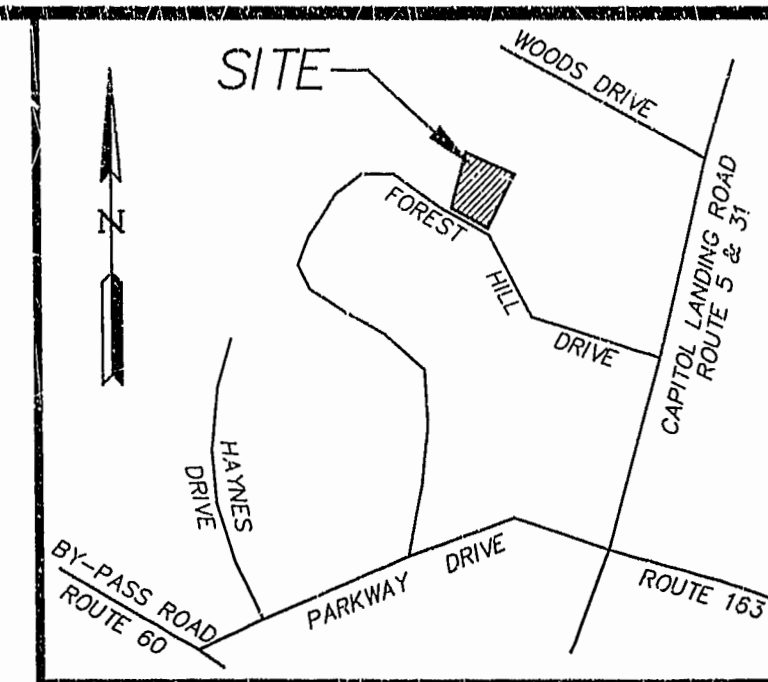 SITE
WOODS DRIVE
N
FOREST
HILL
DRIVE
CAPITOL LANDING ROAD
ROUTE 5 & 31
HAYNES
DRIVE
BY-PASS ROAD
ROUTE 60
PARKWAY
DRIVE
ROUTE 163